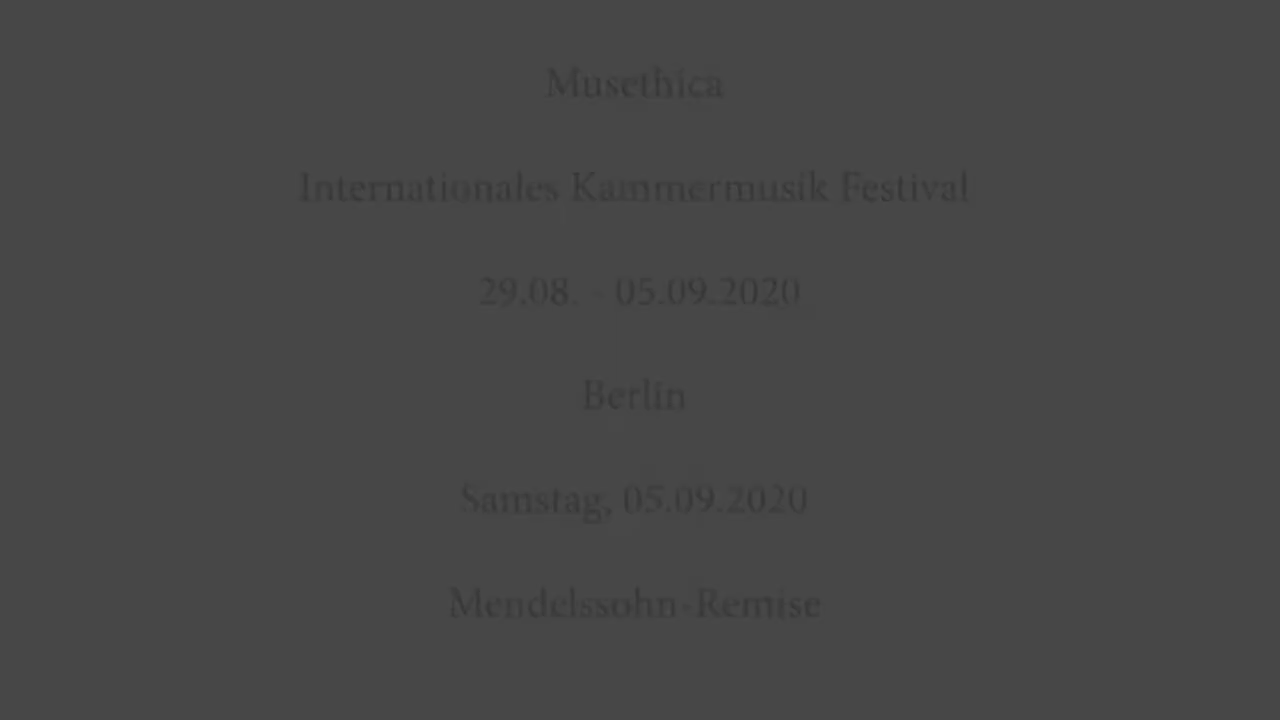 Musethica
Internationales Kammermusik Festival
29.08. - 05.09.2020
Berlin
Samstag, 05.09.2020
Mendelssohn-Remise